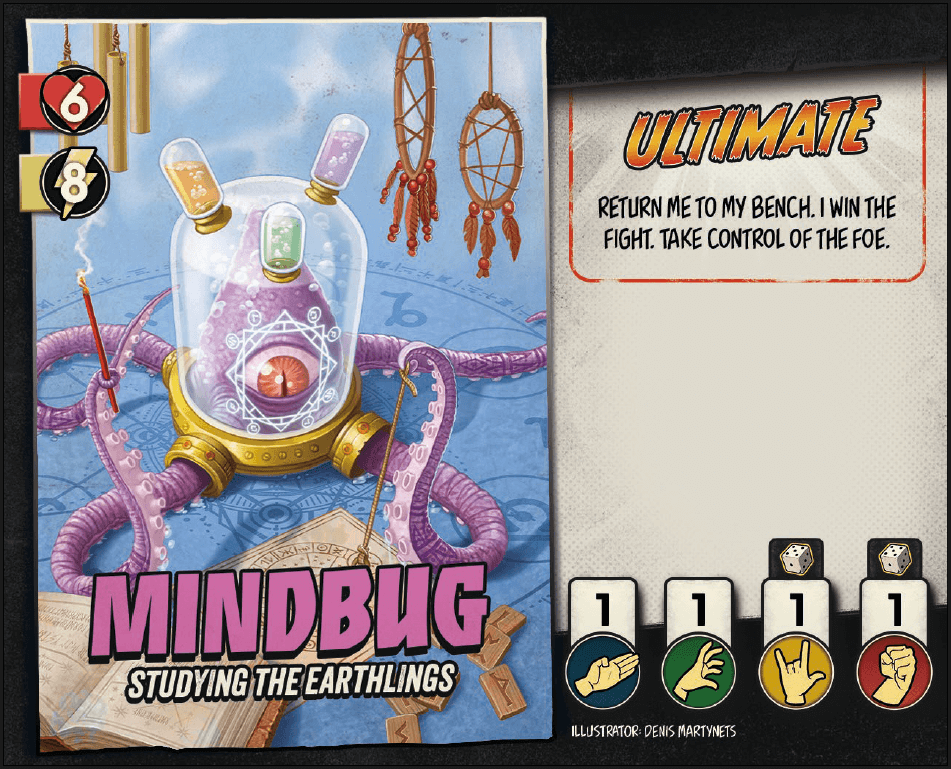 6
8
ULTIMATE
RETURN ME TO MY BENCH. I WIN THE
FIGHT. TAKE CONTROL OF THE FOE.
MINDBUG
STUDYING THE EARTHLINGS
1 1 1 1
ILLUSTRATOR: DENIS MARTYNETS